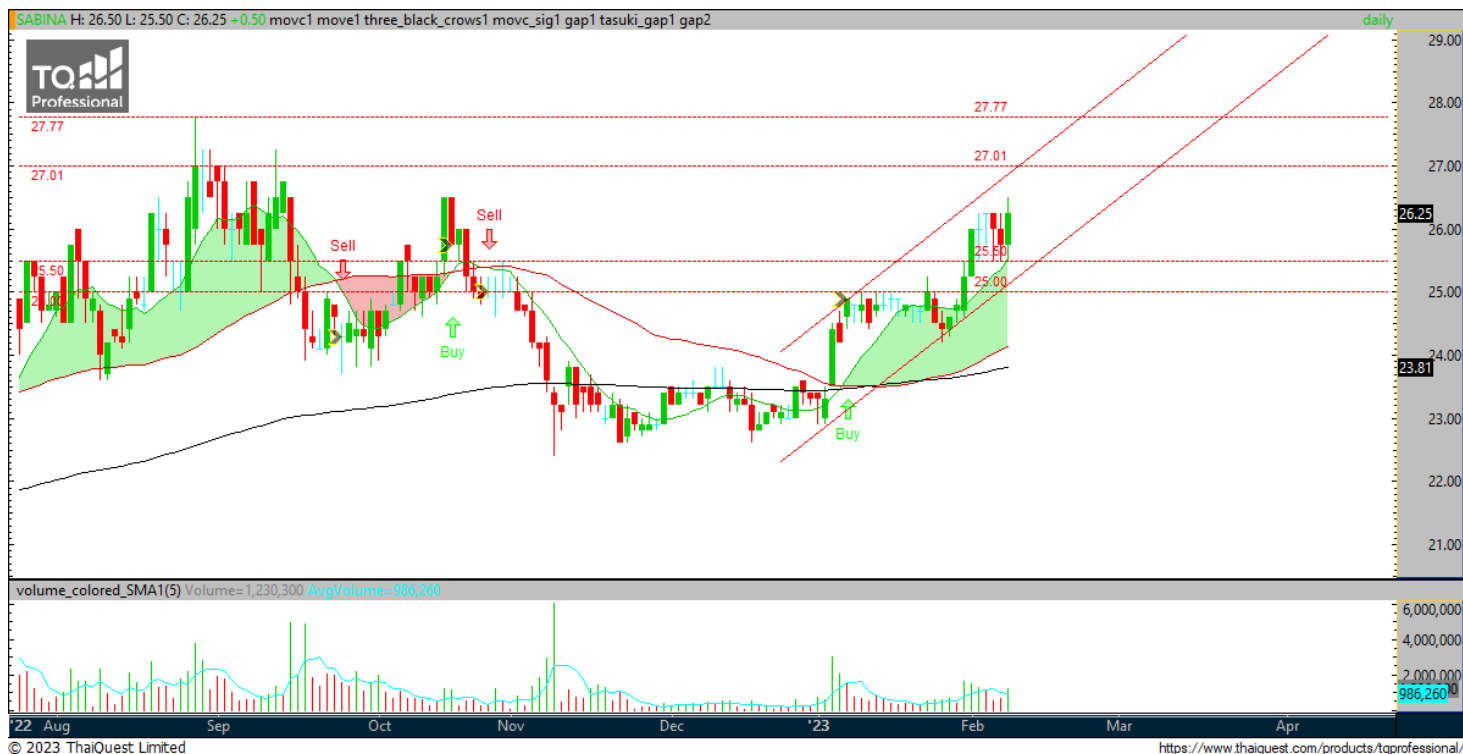 SABINA H: 26.50 L: 25.50 C: 26.25 +0.50 movc1 move1 three_black_crows1 movc_sig1 gap1 tasuki_gap1 gap2 daily
29.00
TQ
Professional
28.00
27.77
27.77
27.01
27.01
27.00
26.25
Sell
Sell
26.00
25.50
25.50
25.00
25.00
24.00
Buy
23.81
Buy
23.00
22.00
21.00
volume_colored_SMA1(5) Volume=1,230,300 AvgVolume=986,260
6,000,000
4,000,000
2,000,000
986,260
'22 Aug Sep Oct Nov Dec '23 Feb Mar Apr
© 2023 ThaiQuest Limited
https://www.thaiquest.com/products/tqprofessional/